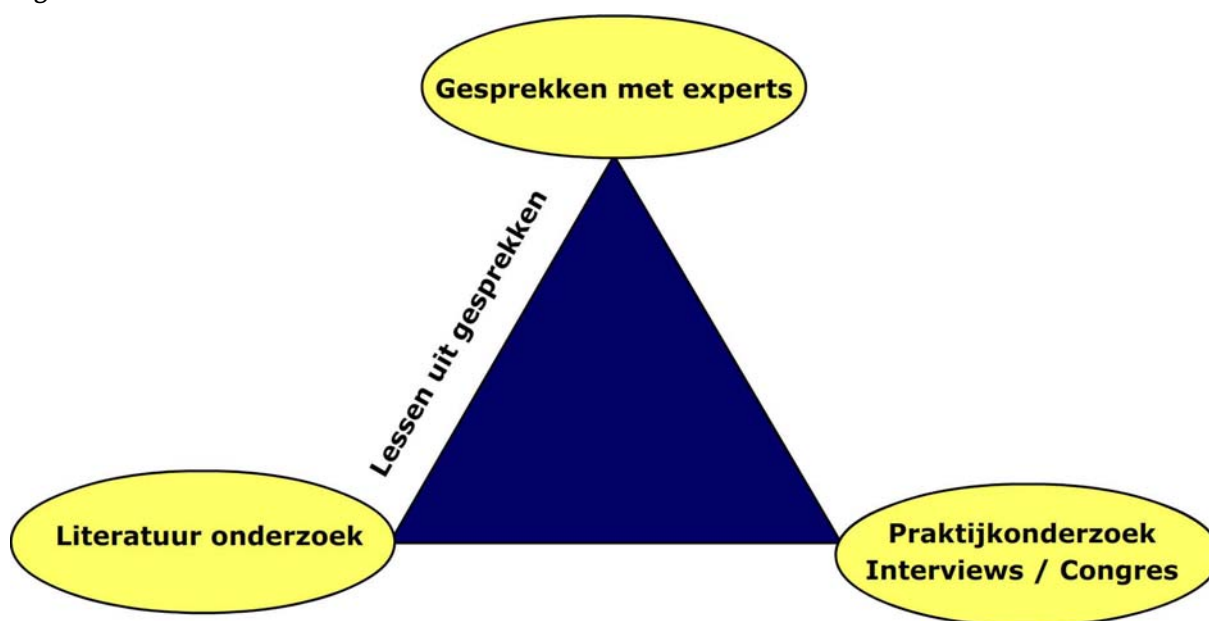 Gesprekken met experts
Lessen uit gesprekken
Literatuur onderzoek
Praktijkonderzoek
Interviews / Congres